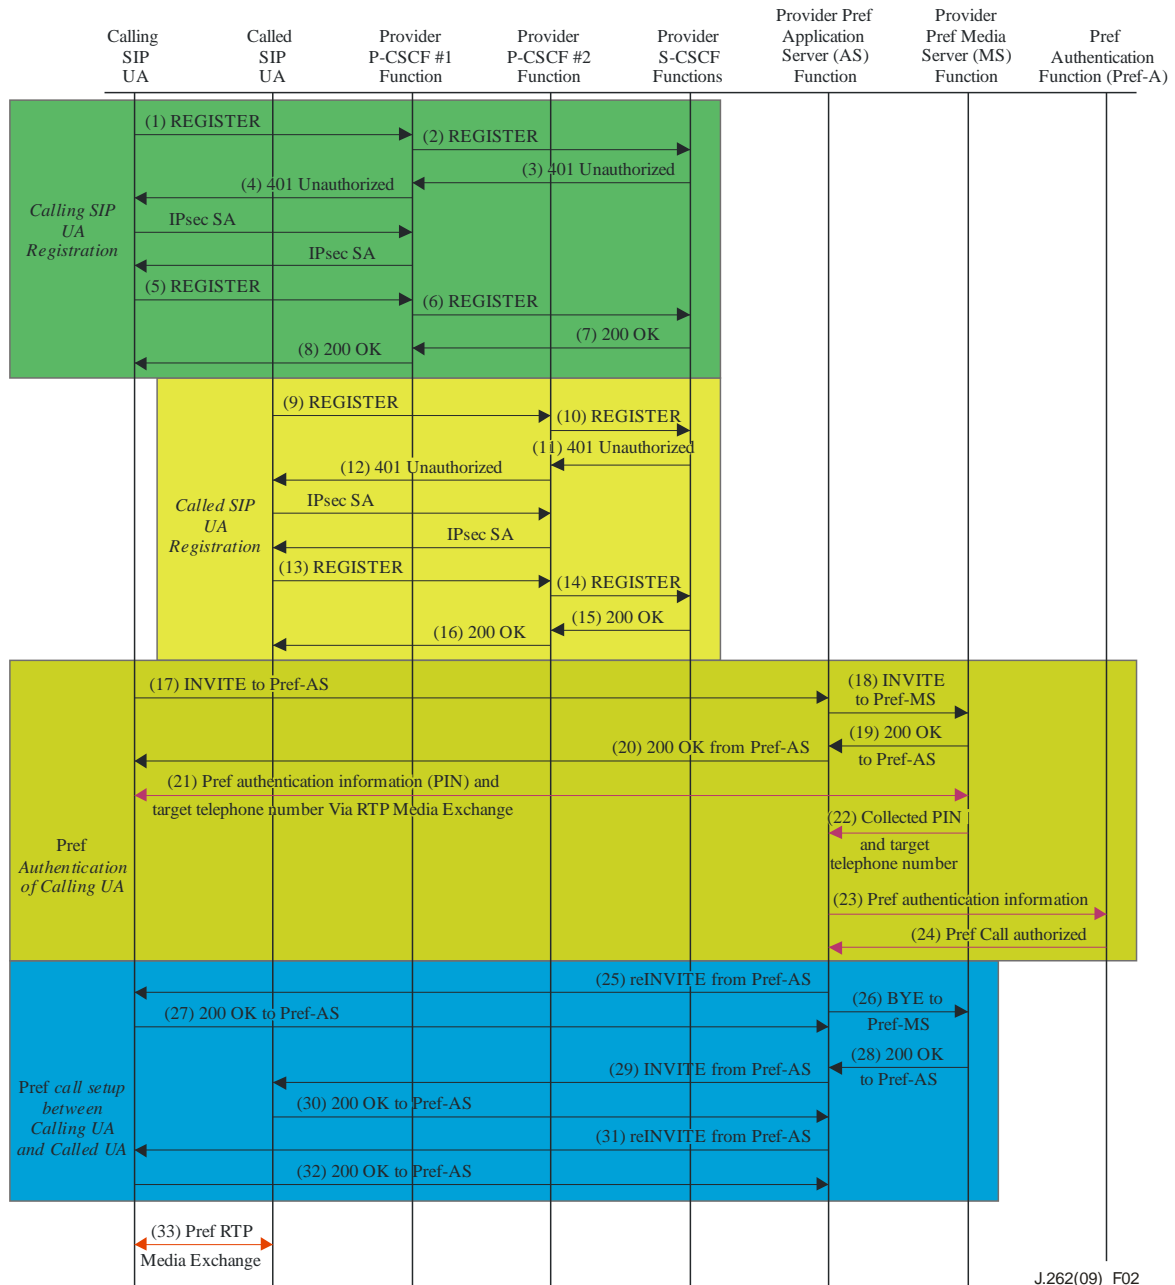 Calling
SIP
UA
Called
SIP
UA
Provider
P-CSCF #1
Function
Provider
P-CSCF #2
Function
Provider
S-CSCF
Functions
Provider Pref
Application
Server (AS)
Function
Provider
Pref Media
Server (MS)
Function
Pref
Authentication
Function (Pref-A)
Calling SIP
UA
Registration
(1) REGISTER
(2) REGISTER
(3) 401 Unauthorized
(4) 401 Unauthorized
IPsec SA
IPsec SA
(5) REGISTER
(6) REGISTER
(7) 200 OK
(8) 200 OK
Called SIP
UA
Registration
(9) REGISTER
(10) REGISTER
(11) 401 Unauthorized
(12) 401 Unauthorized
IPsec SA
IPsec SA
(13) REGISTER
(14) REGISTER
(15) 200 OK
(16) 200 OK
Pref
Authentication
of Calling UA
(17) INVITE to Pref-AS
(18) INVITE
to Pref-MS
(19) 200 OK
to Pref-AS
(20) 200 OK from Pref-AS
(21) Pref authentication information (PIN) and
target telephone number Via RTP Media Exchange
(22) Collected PIN
and target
telephone number
(23) Pref authentication information
(24) Pref Call authorized
Pref call setup
between
Calling UA
and Called UA
(25) reINVITE from Pref-AS
(26) BYE to
Pref-MS
(27) 200 OK to Pref-AS
(28) 200 OK
to Pref-AS
(29) INVITE from Pref-AS
(30) 200 OK to Pref-AS
(31) reINVITE from Pref-AS
(32) 200 OK to Pref-AS
(33) Pref RTP
Media Exchange
J.262(09)_F02